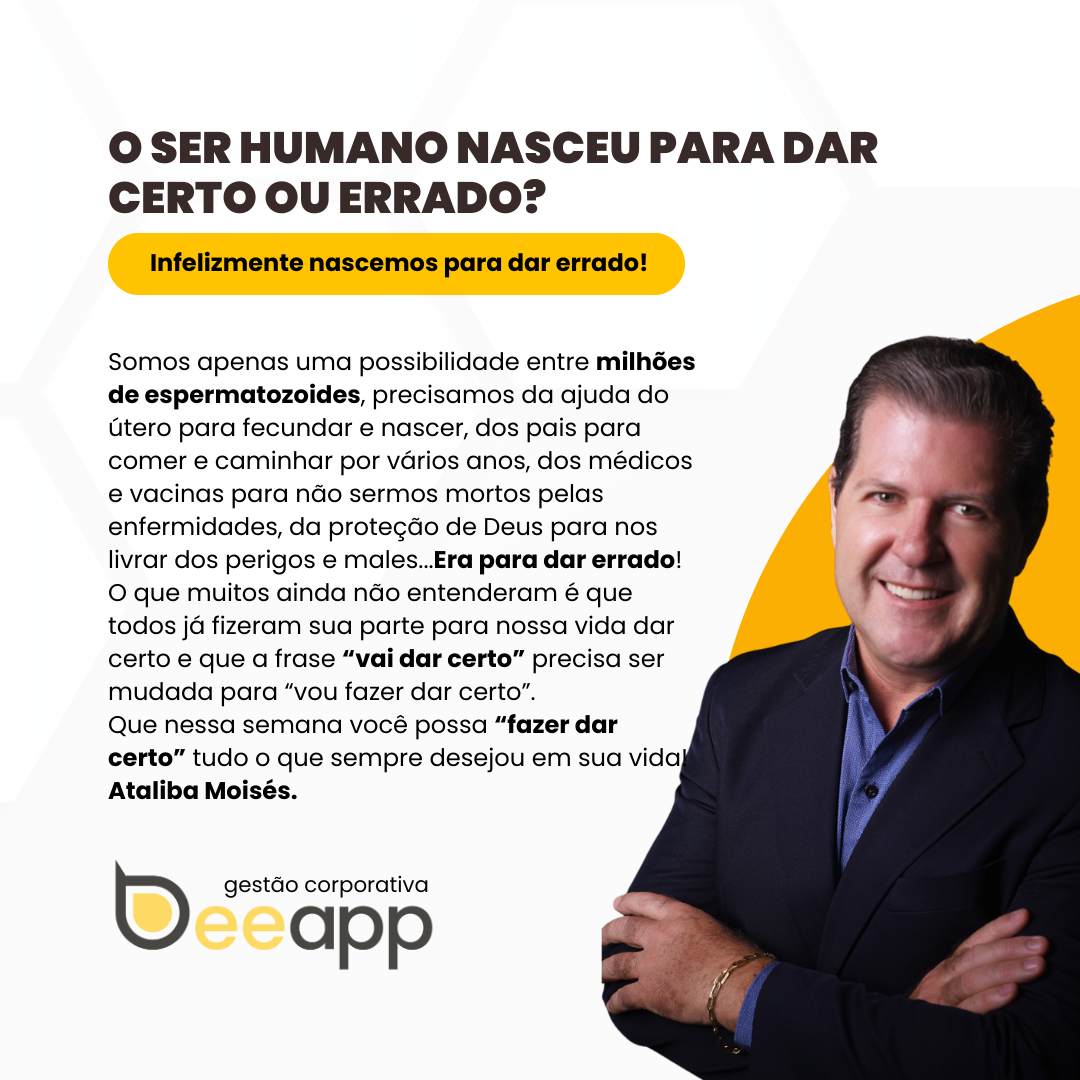 O SER HUMANO NASCEU PARA DAR
CERTO OU ERRADO?
Infelizmente nascemos para dar errado!
Somos apenas uma possibilidade entre milhões
de espermatozoides, precisamos da ajuda do
útero para fecundar e nascer, dos pais para
comer e caminhar por vários anos, dos médicos
e vacinas para não sermos mortos pelas
enfermidades, da proteção de Deus para nos
livrar dos perigos e males...Era para dar errado!
O que muitos ainda não entenderam é que
todos já fizeram sua parte para nossa vida dar
certo e que a frase “vai dar certo” precisa ser
mudada para “vou fazer dar certo”.
Que nessa semana você possa “fazer dar
certo” tudo o que sempre desejou em sua vida!
Ataliba Moisés.
gestão corporativa
beeapp